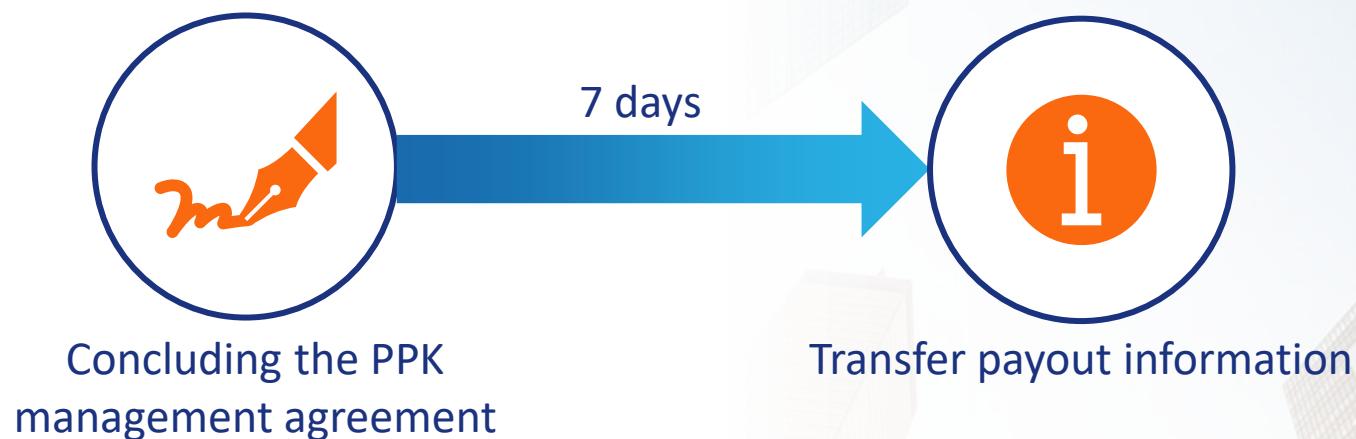 7 days
Concluding the PPK
management agreement
Transfer payout information